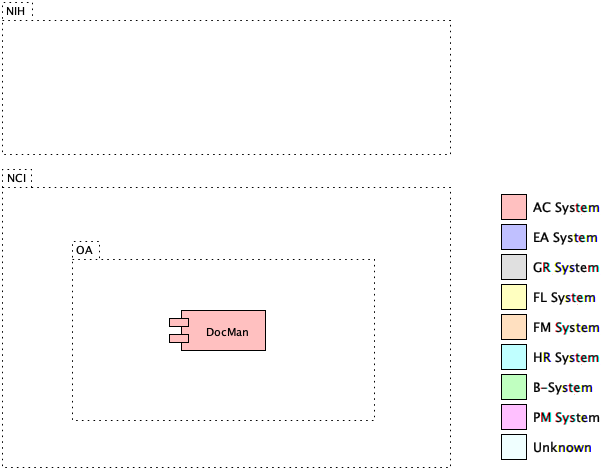 NIH
NCI
OA
DocMan
AC System
EA System
GR System
FL System
FM System
HR System
B-System
PM System
Unknown